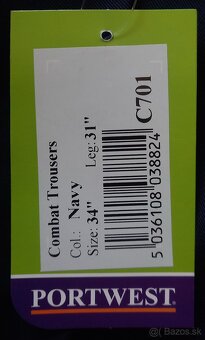 Combat Trousers
Col.: Navy
Size: 34" Leg: 31"
5 036108 038824
C701
PORTWEST
© bazos.sk